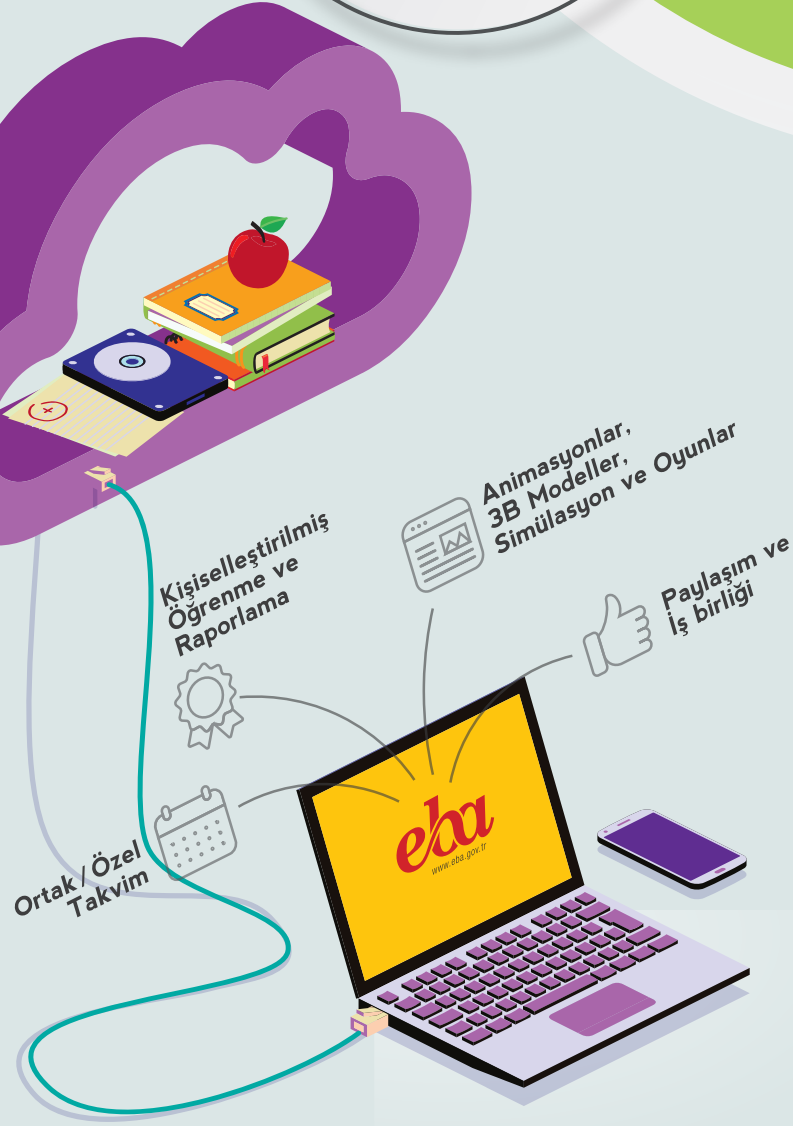 Animasyonlar,
3B Modeller,
Simülasyon ve Oyunlar
Kişiselleştirilmiş
Öğrenme ve
Raporlama
Paylaşım ve
İş birliği
Ortak / Özel
Takvim
eba
www.eba.gov.tr